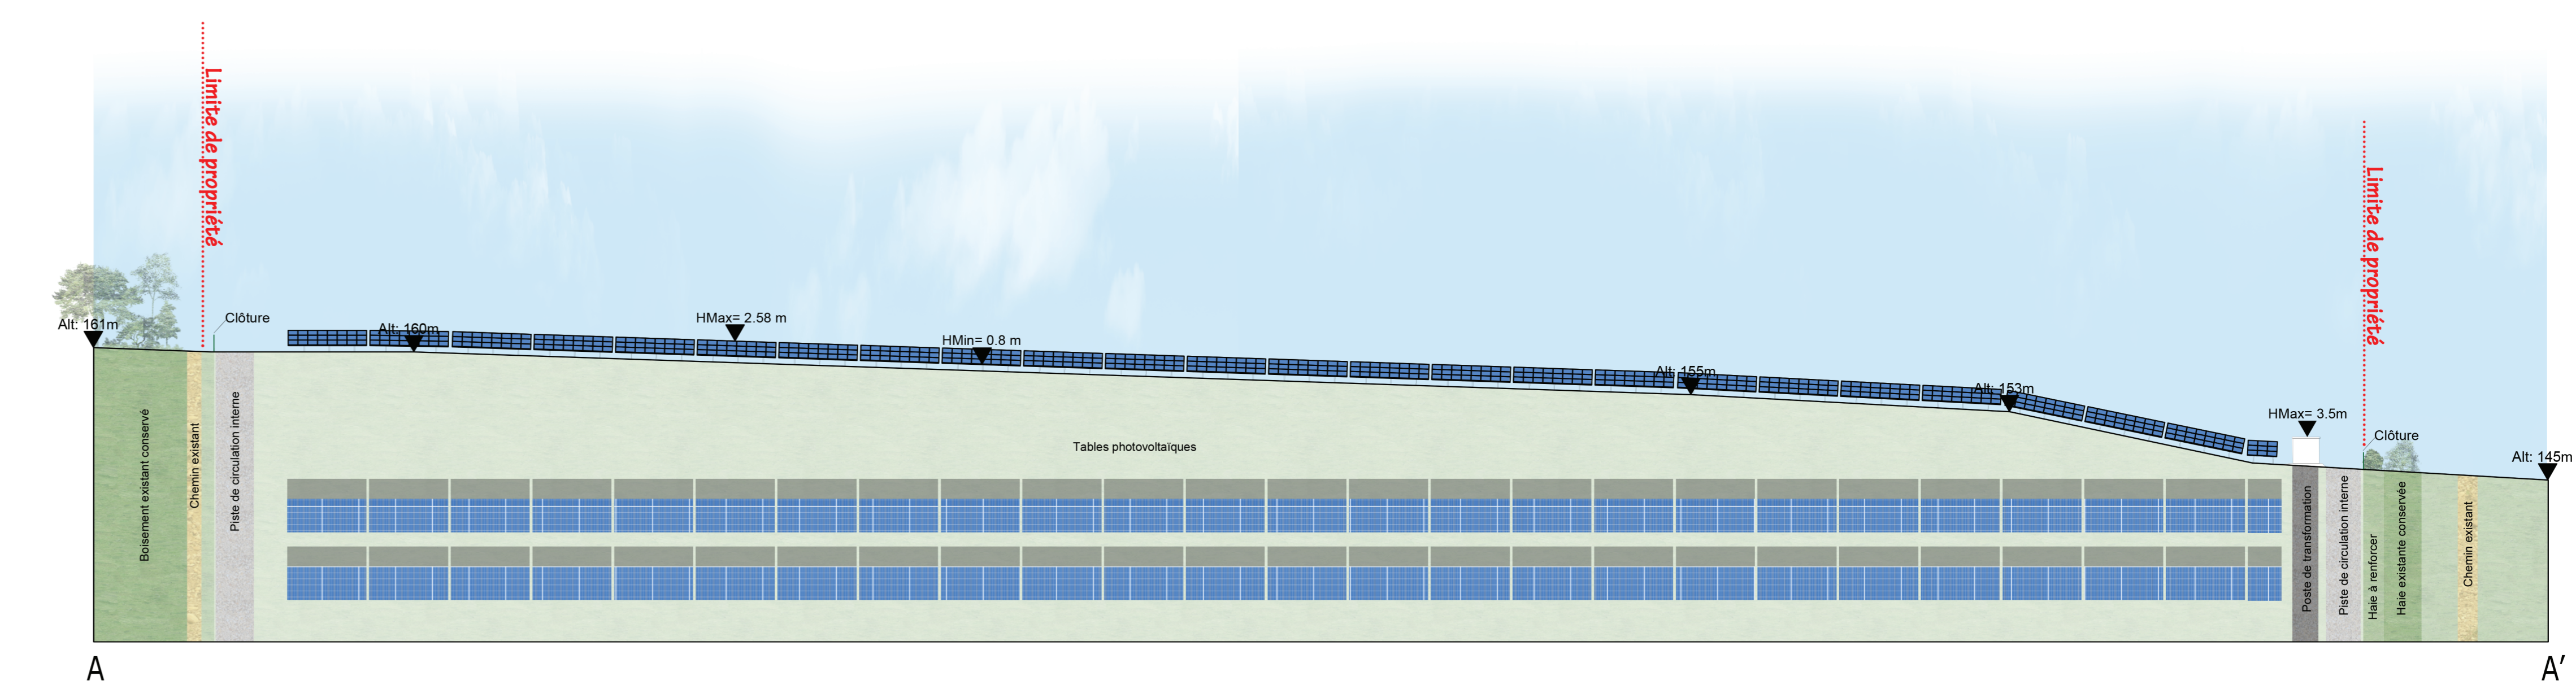 Limite de propriété
Limite de propriété
Clôture
HMax= 2.58 m
Alt: 161m
Alt: 160m
HMin= 0.8 m
Alt: 155m
Alt: 153m
HMax= 3.5m
Clôture
Alt: 145m
Tables photovoltaïques
Boisement existant conservé
Chemin existant
Piste de circulation interne
Poste de transformation
Piste de circulation interne
Haie à renforcer
Haie existante conservée
Chemin existant
A
A'